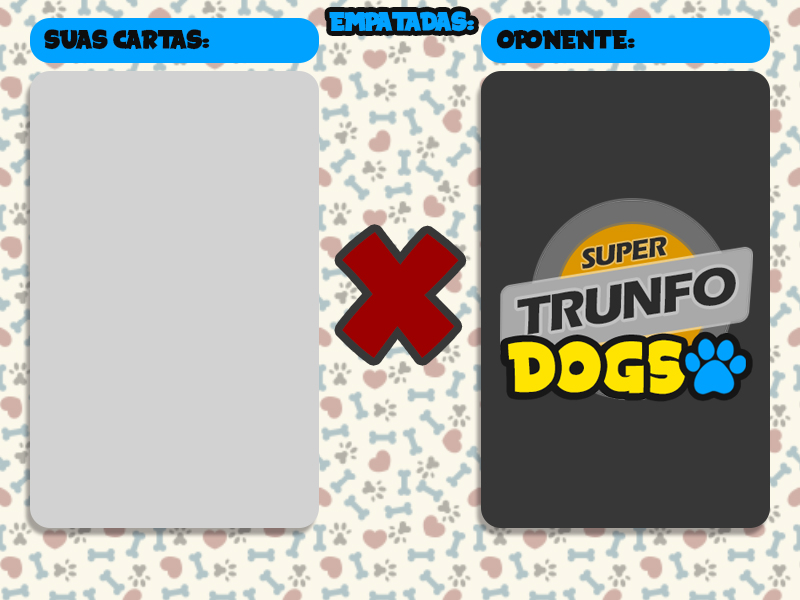 EMPATADAS:
SUAS CARTAS:
OPONENTE:
SUPER
TRUNFO
DOGS